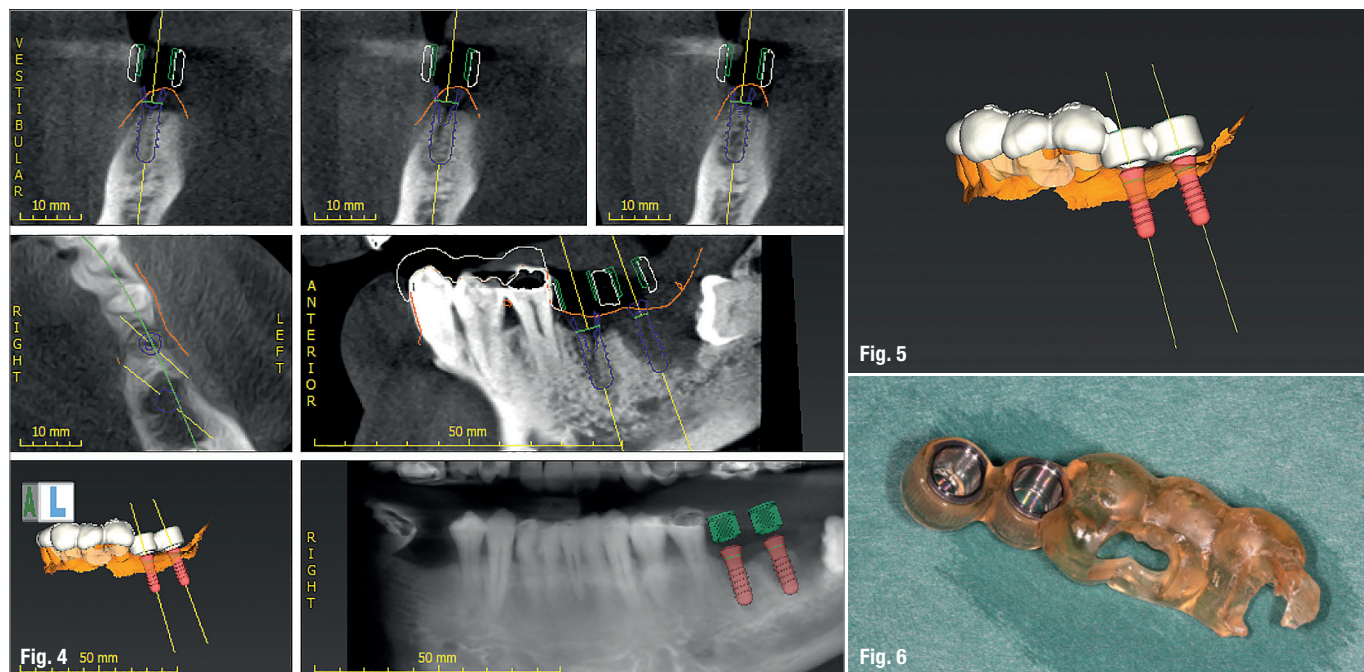 VESTIBULAR
10 mm
10 mm
10 mm
RIGHT
LEFT
10 mm
ANTERIOR
50 mm
A L
Fig. 4
50 mm
RIGHT
50 mm
Fig. 5
Fig. 6